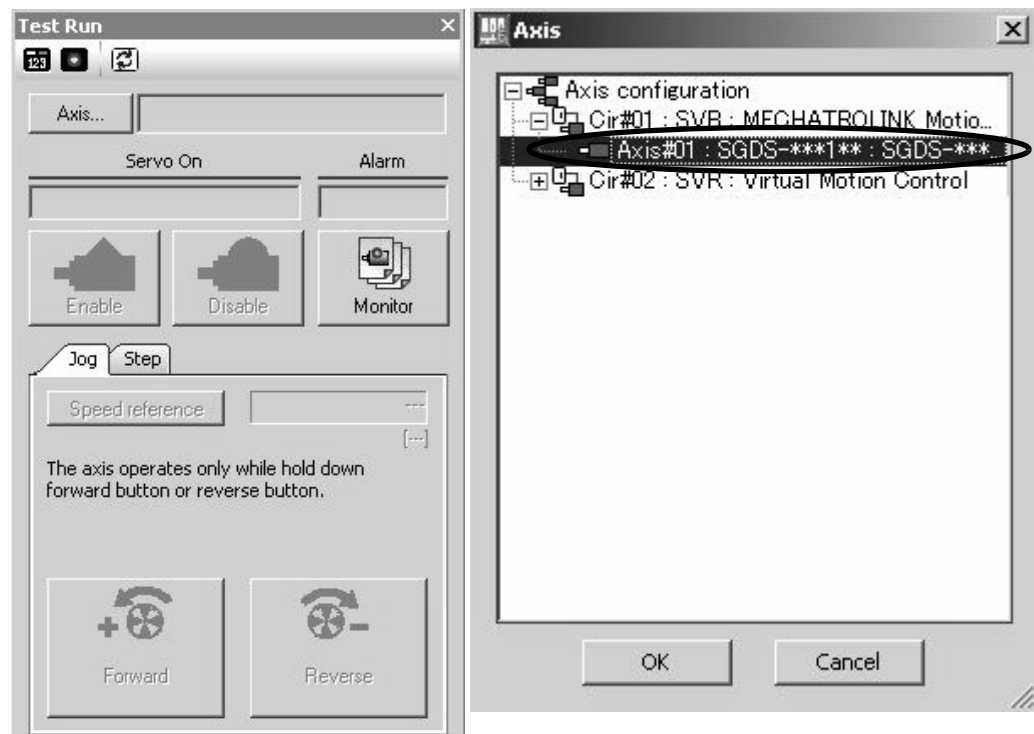 Test Run
123
Axis...
Servo On
Alarm
Enable
Disable
Monitor
Jog
Step
Speed reference
---
[---]
The axis operates only while hold down
forward button or reverse button.
+
-
Forward
Reverse
Axis
Axis configuration
Cir#01 : SVB : MECHATROLINK Motio...
Axis#01 : SGDS-***1** : SGDS-***...
Cir#02 : SVR : Virtual Motion Control
OK
Cancel